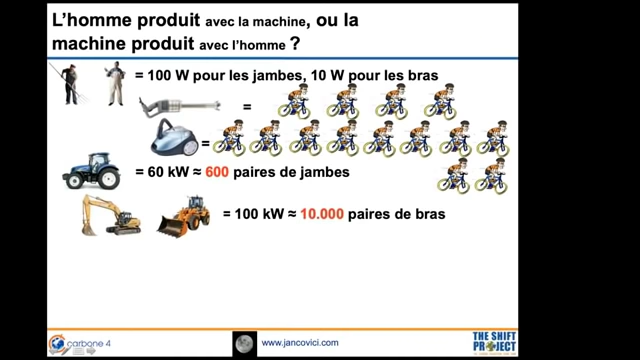 L'homme produit avec la machine, ou la
machine produit avec l'homme ?
= 100 W pour les jambes, 10 W pour les bras
=
=
= 60 kW ≈ 600 paires de jambes
= 100 kW ≈ 10.000 paires de bras
carbone 4
www.jancovici.com
THE SHIFT
PROJECT